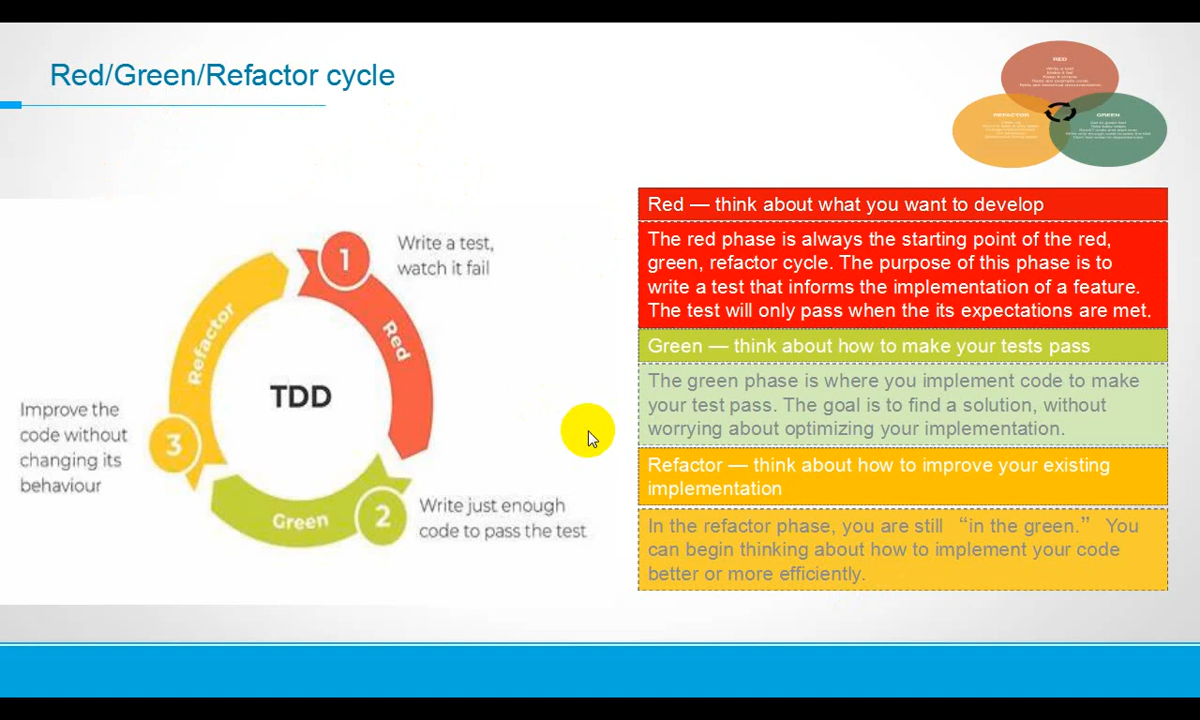 Red/Green/Refactor cycle
RED
REFACTOR
GREEN
1
Write a test,
watch it fail
Red
Refactor
TDD
Improve the
code without
changing its
behaviour
3
Green
2
Write just enough
code to pass the test
Red — think about what you want to develop
The red phase is always the starting point of the red,
green, refactor cycle. The purpose of this phase is to
write a test that informs the implementation of a feature.
The test will only pass when the its expectations are met.
Green — think about how to make your tests pass
The green phase is where you implement code to make
your test pass. The goal is to find a solution, without
worrying about optimizing your implementation.
Refactor — think about how to improve your existing
implementation
In the refactor phase, you are still “in the green.” You
can begin thinking about how to implement your code
better or more efficiently.